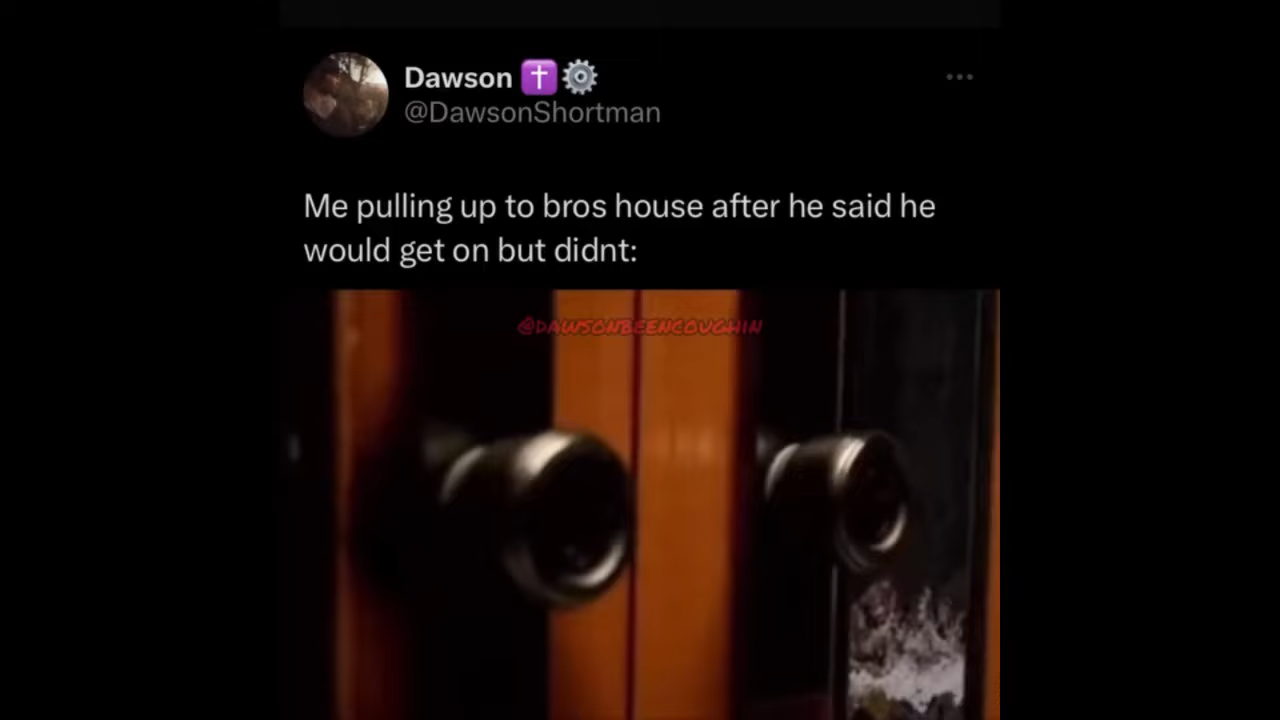 Dawson ✝️⚙️
@DawsonShortman
Me pulling up to bros house after he said he
would get on but didnt:
@DAWSONBEENCOUGHIN